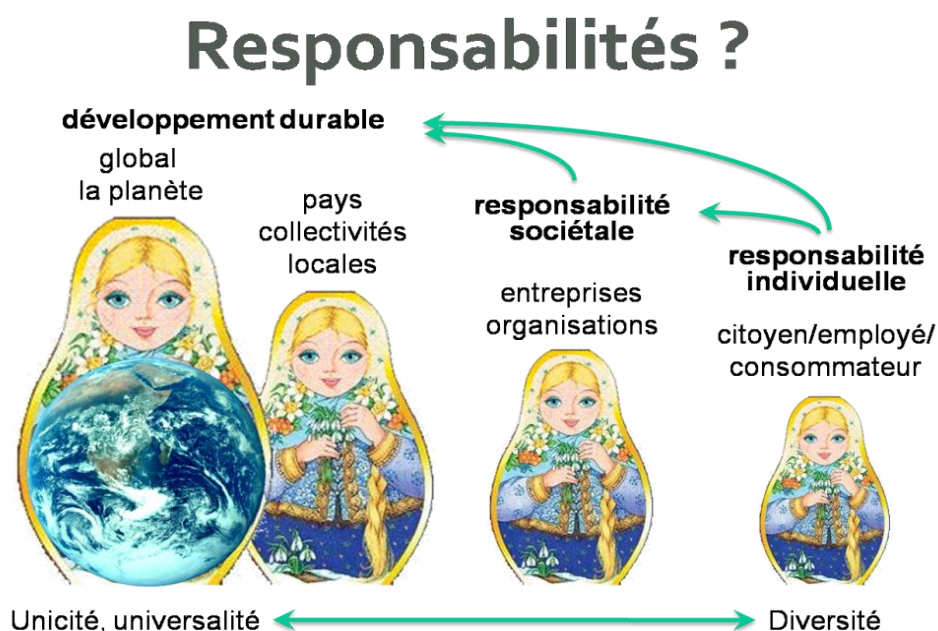 Responsabilités ?
développement durable
global
la planète
pays
collectivités
locales
responsabilité
sociétale
entreprises
organisations
responsabilité
individuelle
citoyen/employé/
consommateur
Unicité, universalité
Diversité